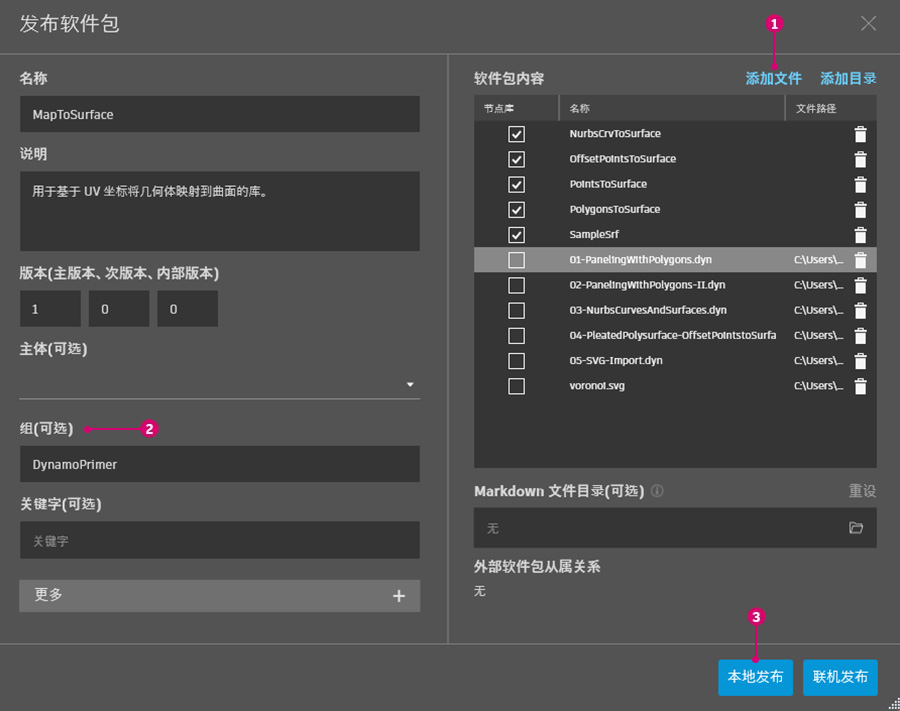 发布软件包
1
名称
MapToSurface
说明
用于基于 UV 坐标将几何体映射到曲面的库。
版本(主版本、次版本、内部版本)
1 0 0
主体(可选)
组(可选) 2
DynamoPrimer
关键字(可选)
关键字
更多
软件包内容 添加文件 添加目录
节点库 名称 文件路径
NurbsCrvToSurface
OffsetPointsToSurface
PointsToSurface
PolygonsToSurface
SampleSrf
01-PanelingWithPolygons.dyn C:\Users\...
02-PanelingWithPolygons-II.dyn C:\Users\...
03-NurbsCurvesAndSurfaces.dyn C:\Users\...
04-PleatedPolysurface-OffsetPointstoSurfa C:\Users\...
05-SVG-Import.dyn C:\Users\...
voronoi.svg C:\Users\...
Markdown 文件目录(可选) 重设
无
外部软件包从属关系
无
3
本地发布 联机发布